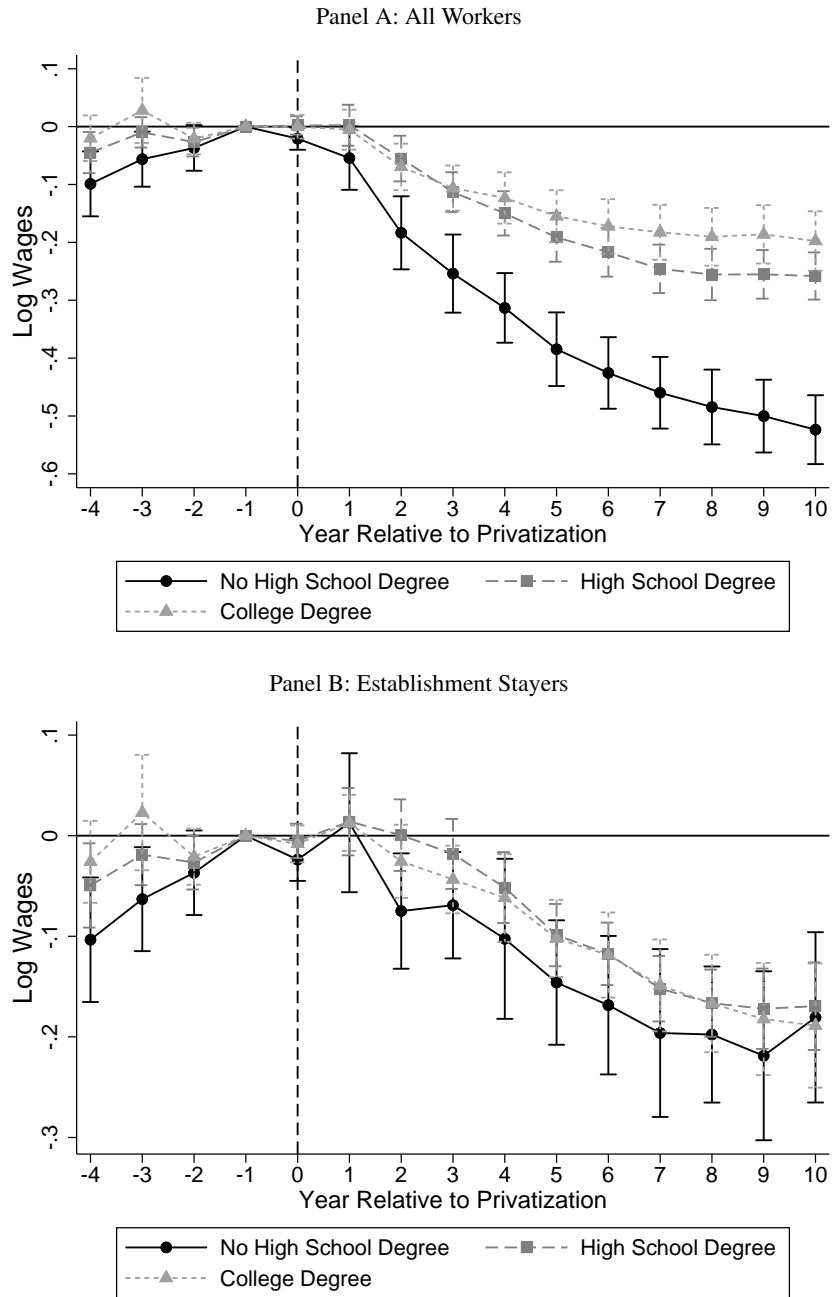 Panel A: All Workers
.1
0
-.1
-.2
-.3
-.4
-.5
-.6
Log Wages
-4 -3 -2 -1 0 1 2 3 4 5 6 7 8 9 10
Year Relative to Privatization
No High School Degree High School Degree
College Degree
Panel B: Establishment Stayers
.1
0
-.1
-.2
-.3
Log Wages
-4 -3 -2 -1 0 1 2 3 4 5 6 7 8 9 10
Year Relative to Privatization
No High School Degree High School Degree
College Degree